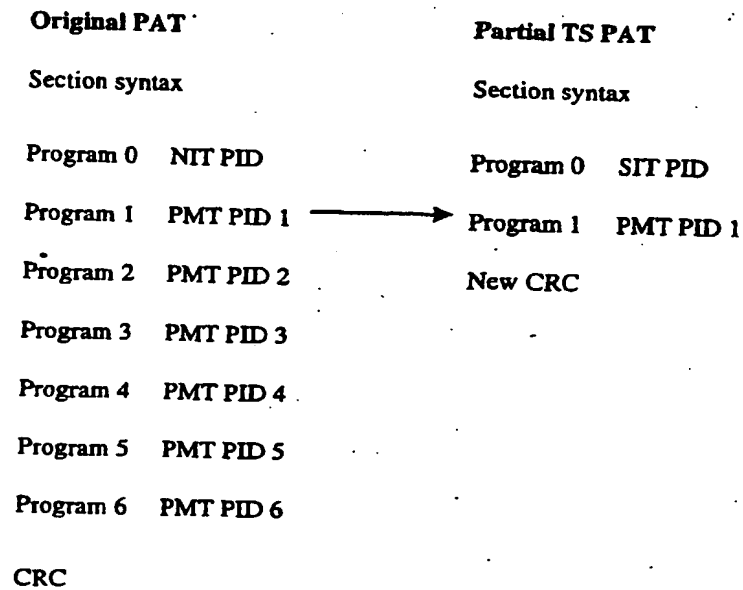 Original PAT
Section syntax
Program 0 NIT PID
Program 1 PMT PID 1
Program 2 PMT PID 2
Program 3 PMT PID 3
Program 4 PMT PID 4
Program 5 PMT PID 5
Program 6 PMT PID 6
CRC
Partial TS PAT
Section syntax
Program 0 SIT PID
Program 1 PMT PID 1
New CRC